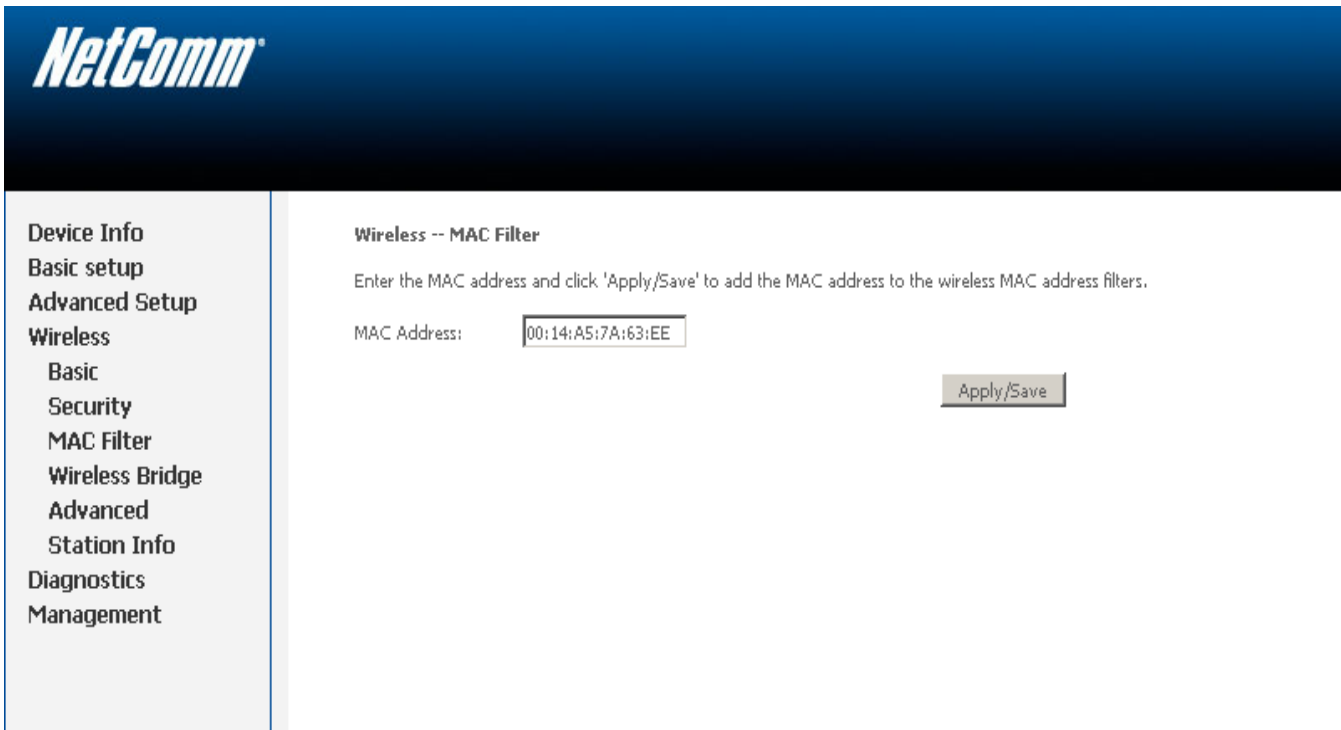 NetComm
Device Info
Basic setup
Advanced Setup
Wireless
Basic
Security
MAC Filter
Wireless Bridge
Advanced
Station Info
Diagnostics
Management
Wireless -- MAC Filter
Enter the MAC address and click 'Apply/Save' to add the MAC address to the wireless MAC address filters.
MAC Address: 00:14:A5:7A:63:EE
Apply/Save